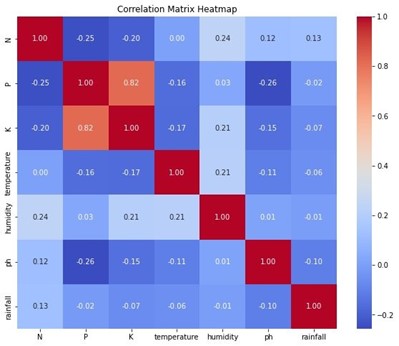 Correlation Matrix Heatmap
N 1.00 -0.25 -0.20 0.00 0.24 0.12 0.13
P -0.25 1.00 0.82 -0.16 0.03 -0.26 -0.02
K -0.20 0.82 1.00 -0.17 0.21 -0.15 -0.07
temperature 0.00 -0.16 -0.17 1.00 0.21 -0.11 -0.06
humidity 0.24 0.03 0.21 0.21 1.00 0.01 -0.01
ph 0.12 -0.26 -0.15 -0.11 0.01 1.00 -0.10
rainfall 0.13 -0.02 -0.07 -0.06 -0.01 -0.10 1.00
N P K temperature humidity ph rainfall
1.0
0.8
0.6
0.4
0.2
0.0
-0.2